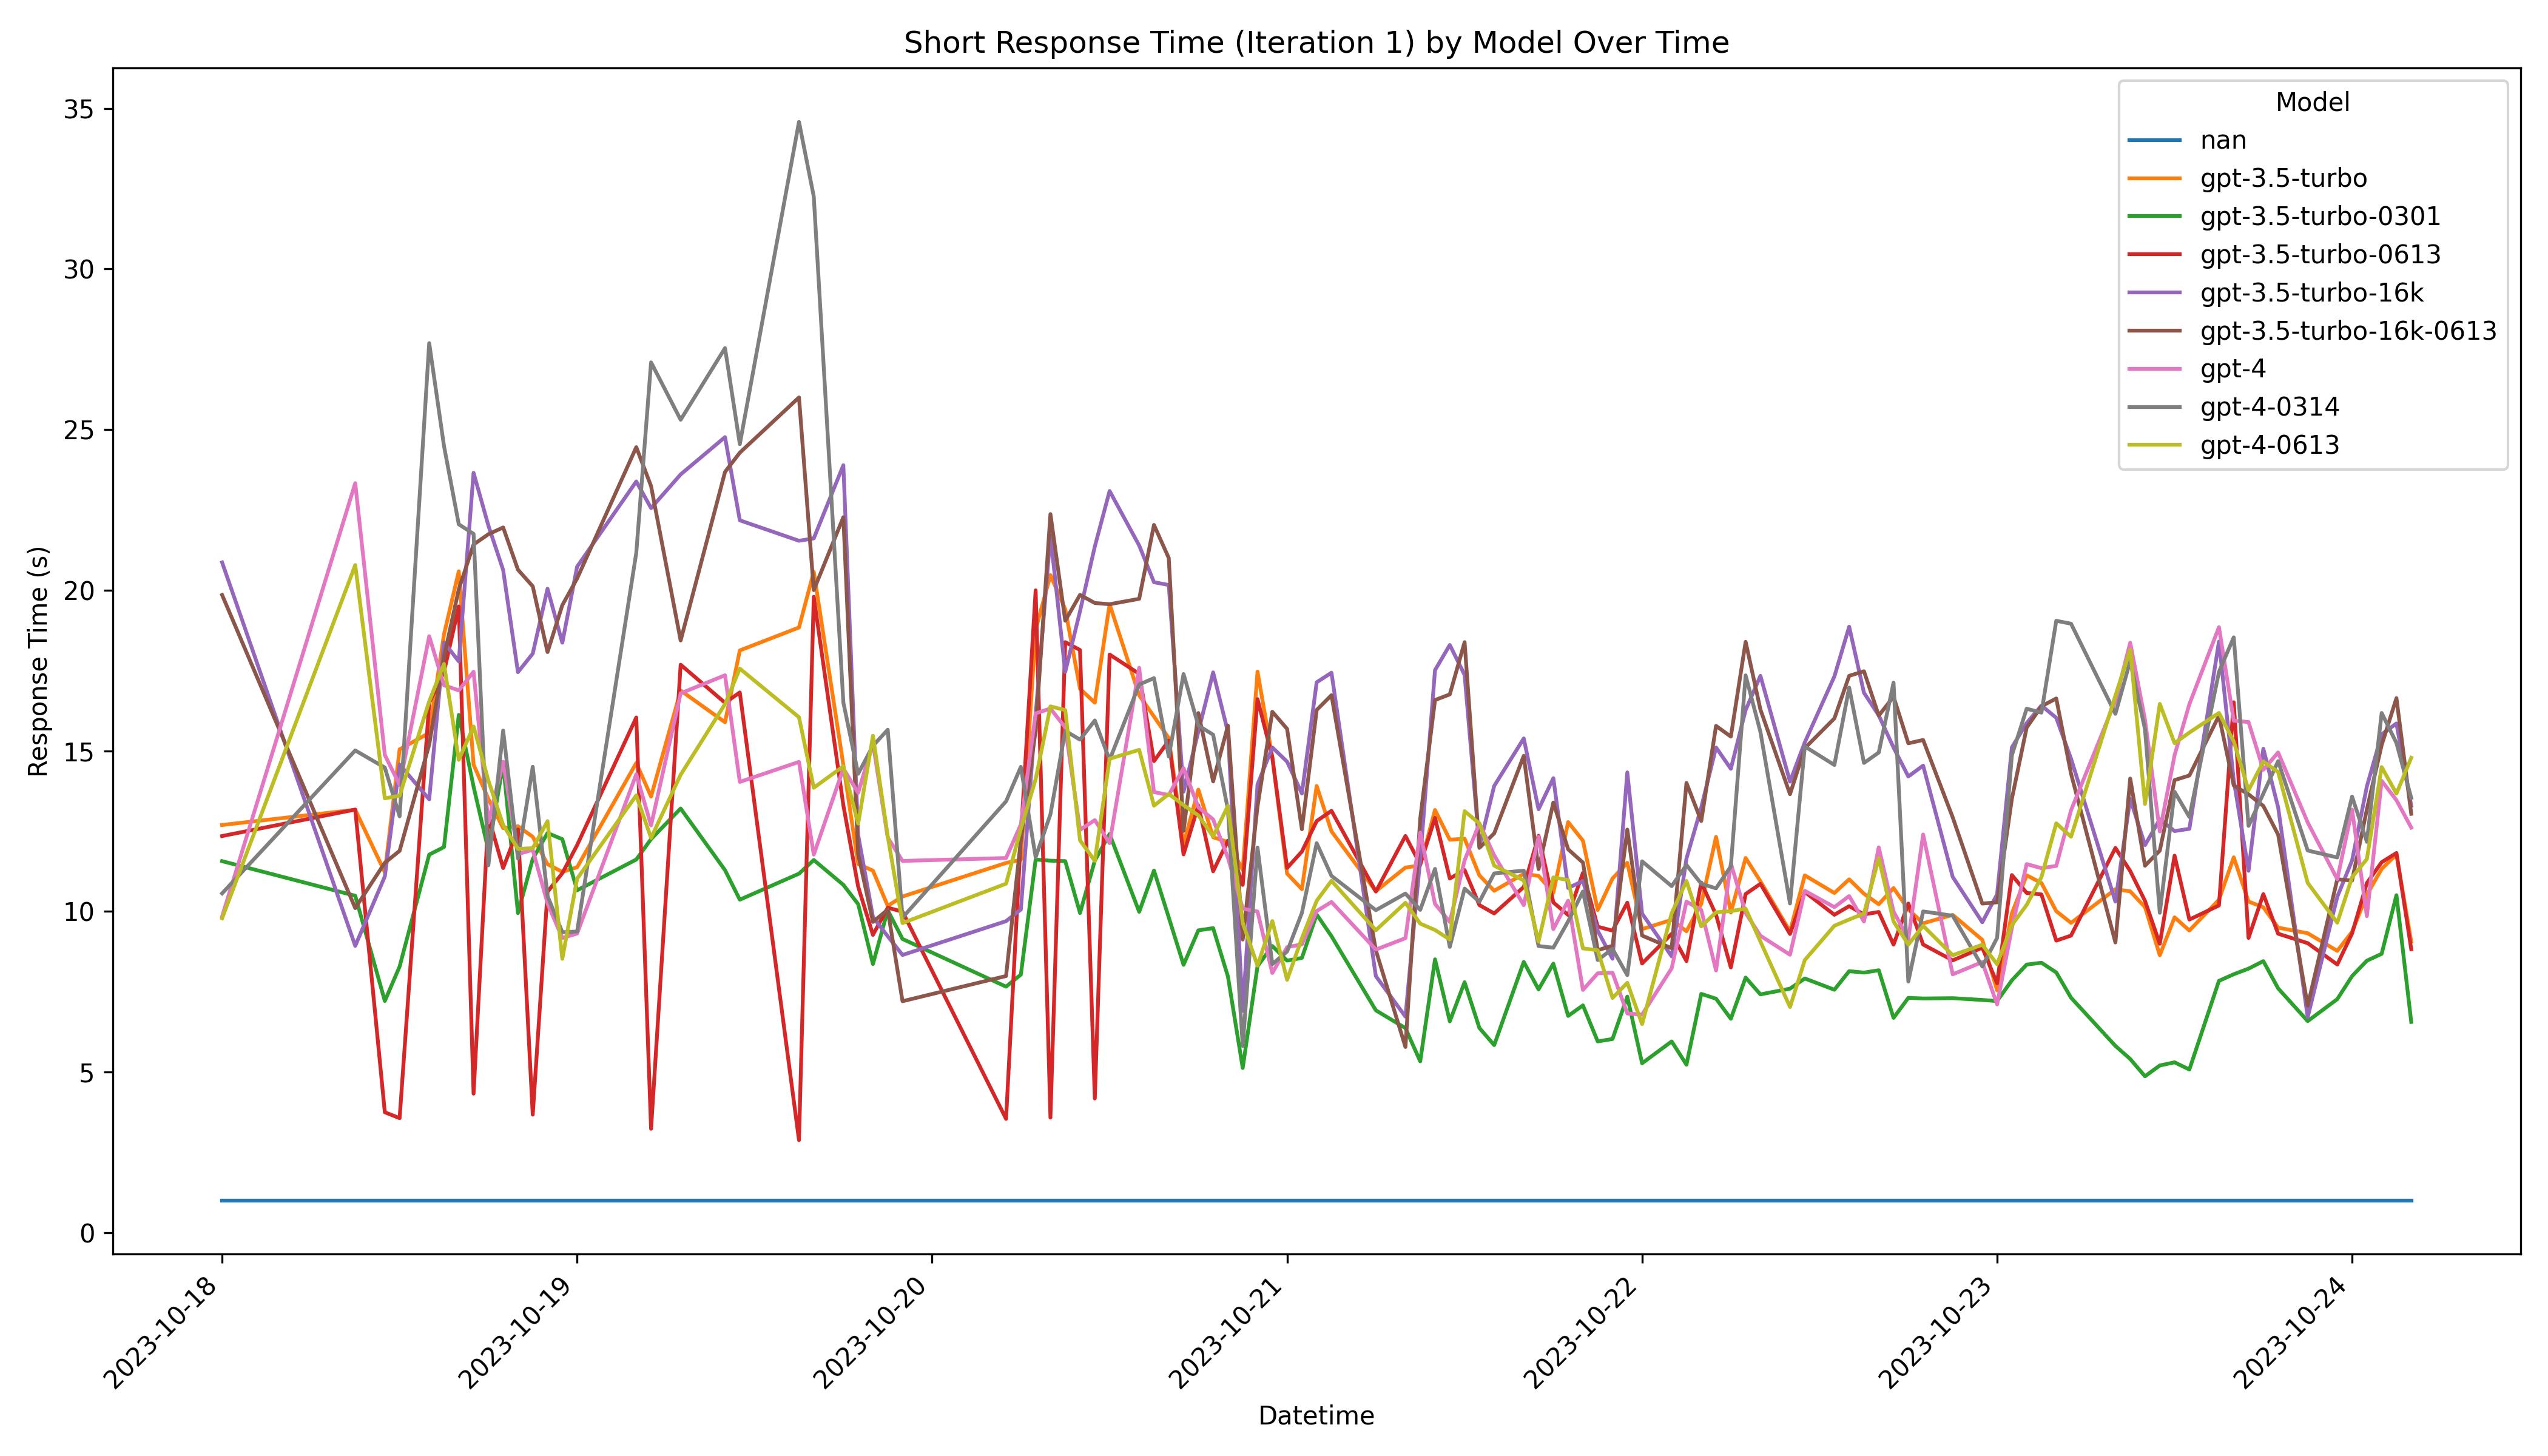 Short Response Time (Iteration 1) by Model Over Time
Response Time (s)
35
30
25
20
15
10
5
0
Model
nan
gpt-3.5-turbo
gpt-3.5-turbo-0301
gpt-3.5-turbo-0613
gpt-3.5-turbo-16k
gpt-3.5-turbo-16k-0613
gpt-4
gpt-4-0314
gpt-4-0613
2023-10-18
2023-10-19
2023-10-20
2023-10-21
2023-10-22
2023-10-23
2023-10-24
Datetime